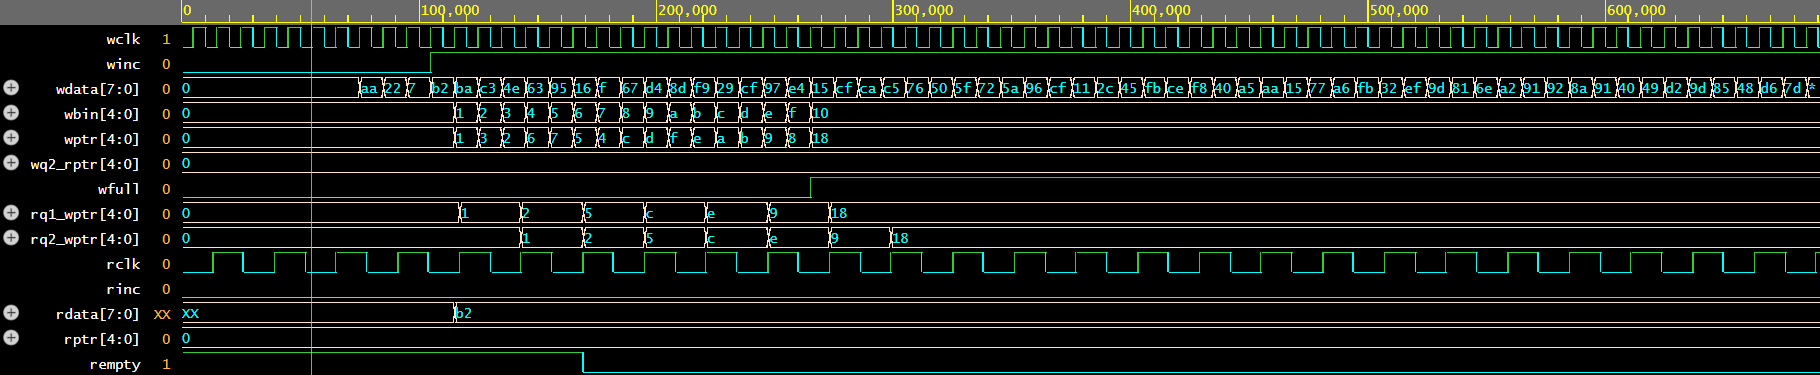 0 100,000 200,000 300,000 400,000 500,000 600,000
wclk 1
winc 0
wdata[7:0] 0 0 aa 22 7 b2 ba c3 4e 63 95 16 f 67 d4 8d f9 29 cf 97 e4 15 cf ca c5 76 50 5f 72 5a 96 cf 11 2c 45 fb ce f8 40 a5 aa 15 77 a6 fb 32 ef 9d 81 6e a2 91 92 8a 91 40 49 d2 9d 85 48 d6 7d *
wbin[4:0] 0 0 1 2 3 4 5 6 7 8 9 a b c d e f 10
wptr[4:0] 0 0 1 3 2 6 7 5 4 c d f e a b 9 8 18
wq2_rptr[4:0] 0 0
wfull 0
rq1_wptr[4:0] 0 0 1 2 5 c e 9 18
rq2_wptr[4:0] 0 0 1 2 5 c e 9 18
rclk 0
rinc 0
rdata[7:0] XX XX b2
rptr[4:0] 0 0
rempty 1